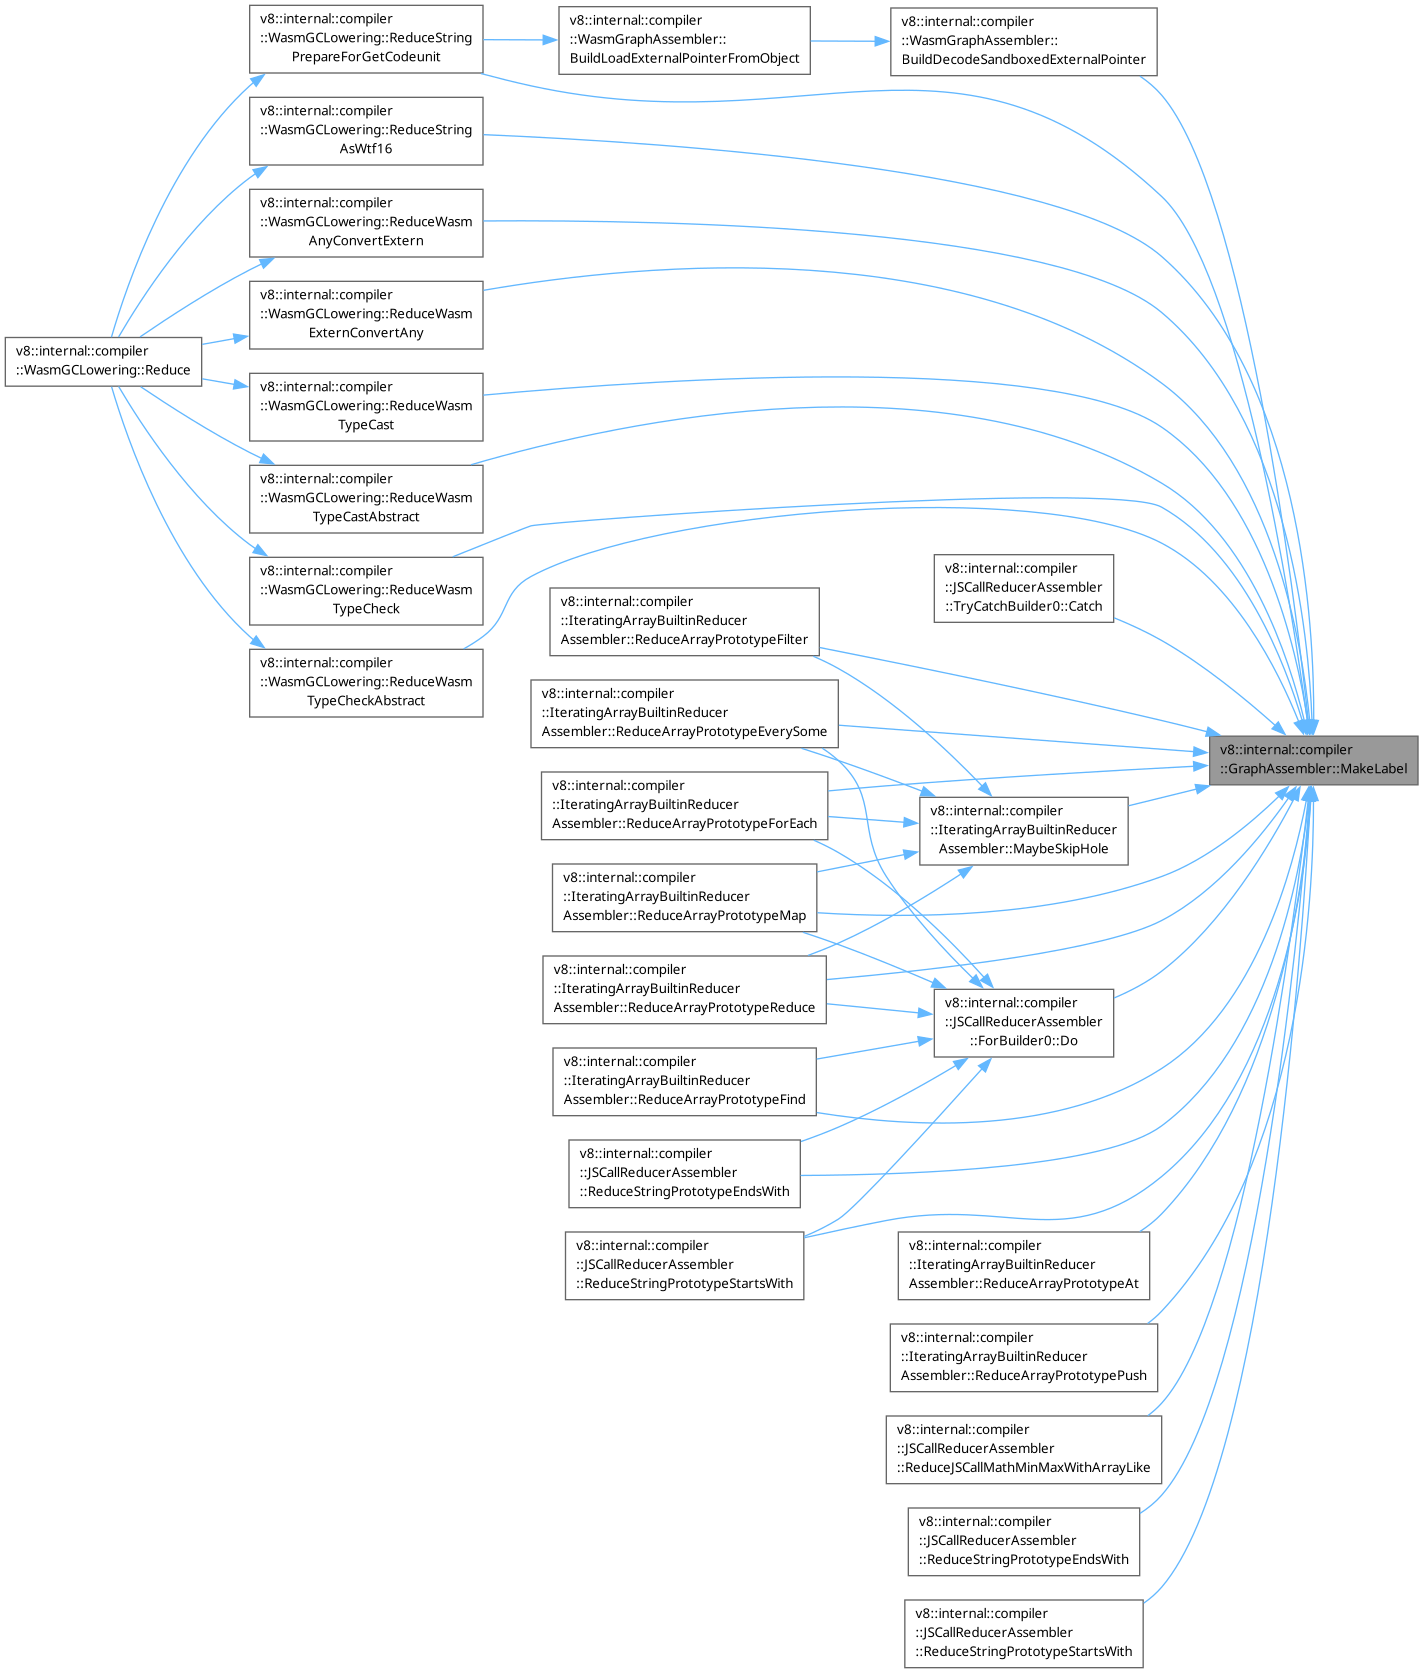 v8::internal::compiler
::WasmGCLowering::ReduceString
PrepareForGetCodeunit
v8::internal::compiler
::WasmGraphAssembler::
BuildLoadExternalPointerFromObject
v8::internal::compiler
::WasmGraphAssembler::
BuildDecodeSandboxedExternalPointer
v8::internal::compiler
::WasmGCLowering::ReduceString
AsWtf16
v8::internal::compiler
::WasmGCLowering::ReduceWasm
AnyConvertExtern
v8::internal::compiler
::WasmGCLowering::ReduceWasm
ExternConvertAny
v8::internal::compiler
::WasmGCLowering::Reduce
v8::internal::compiler
::WasmGCLowering::ReduceWasm
TypeCast
v8::internal::compiler
::WasmGCLowering::ReduceWasm
TypeCastAbstract
v8::internal::compiler
::WasmGCLowering::ReduceWasm
TypeCheck
v8::internal::compiler
::WasmGCLowering::ReduceWasm
TypeCheckAbstract
v8::internal::compiler
::JSCallReducerAssembler
::TryCatchBuilder0::Catch
v8::internal::compiler
::IteratingArrayBuiltinReducer
Assembler::ReduceArrayPrototypeFilter
v8::internal::compiler
::IteratingArrayBuiltinReducer
Assembler::ReduceArrayPrototypeEverySome
v8::internal::compiler
::GraphAssembler::MakeLabel
v8::internal::compiler
::IteratingArrayBuiltinReducer
Assembler::ReduceArrayPrototypeForEach
v8::internal::compiler
::IteratingArrayBuiltinReducer
Assembler::MaybeSkipHole
v8::internal::compiler
::IteratingArrayBuiltinReducer
Assembler::ReduceArrayPrototypeMap
v8::internal::compiler
::IteratingArrayBuiltinReducer
Assembler::ReduceArrayPrototypeReduce
v8::internal::compiler
::JSCallReducerAssembler
::ForBuilder0::Do
v8::internal::compiler
::IteratingArrayBuiltinReducer
Assembler::ReduceArrayPrototypeFind
v8::internal::compiler
::JSCallReducerAssembler
::ReduceStringPrototypeEndsWith
v8::internal::compiler
::JSCallReducerAssembler
::ReduceStringPrototypeStartsWith
v8::internal::compiler
::IteratingArrayBuiltinReducer
Assembler::ReduceArrayPrototypeAt
v8::internal::compiler
::IteratingArrayBuiltinReducer
Assembler::ReduceArrayPrototypePush
v8::internal::compiler
::JSCallReducerAssembler
::ReduceJSCallMathMinMaxWithArrayLike
v8::internal::compiler
::JSCallReducerAssembler
::ReduceStringPrototypeEndsWith
v8::internal::compiler
::JSCallReducerAssembler
::ReduceStringPrototypeStartsWith